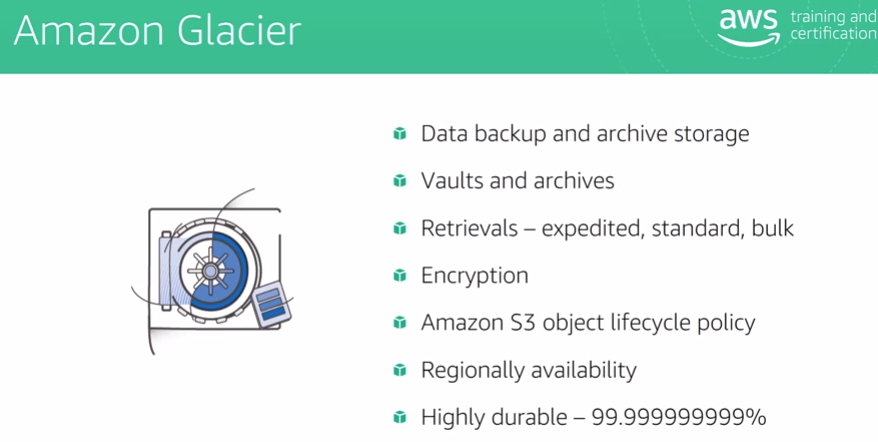 Amazon Glacier
aws training and
certification
Data backup and archive storage
Vaults and archives
Retrievals – expedited, standard, bulk
Encryption
Amazon S3 object lifecycle policy
Regionally availability
Highly durable – 99.999999999%